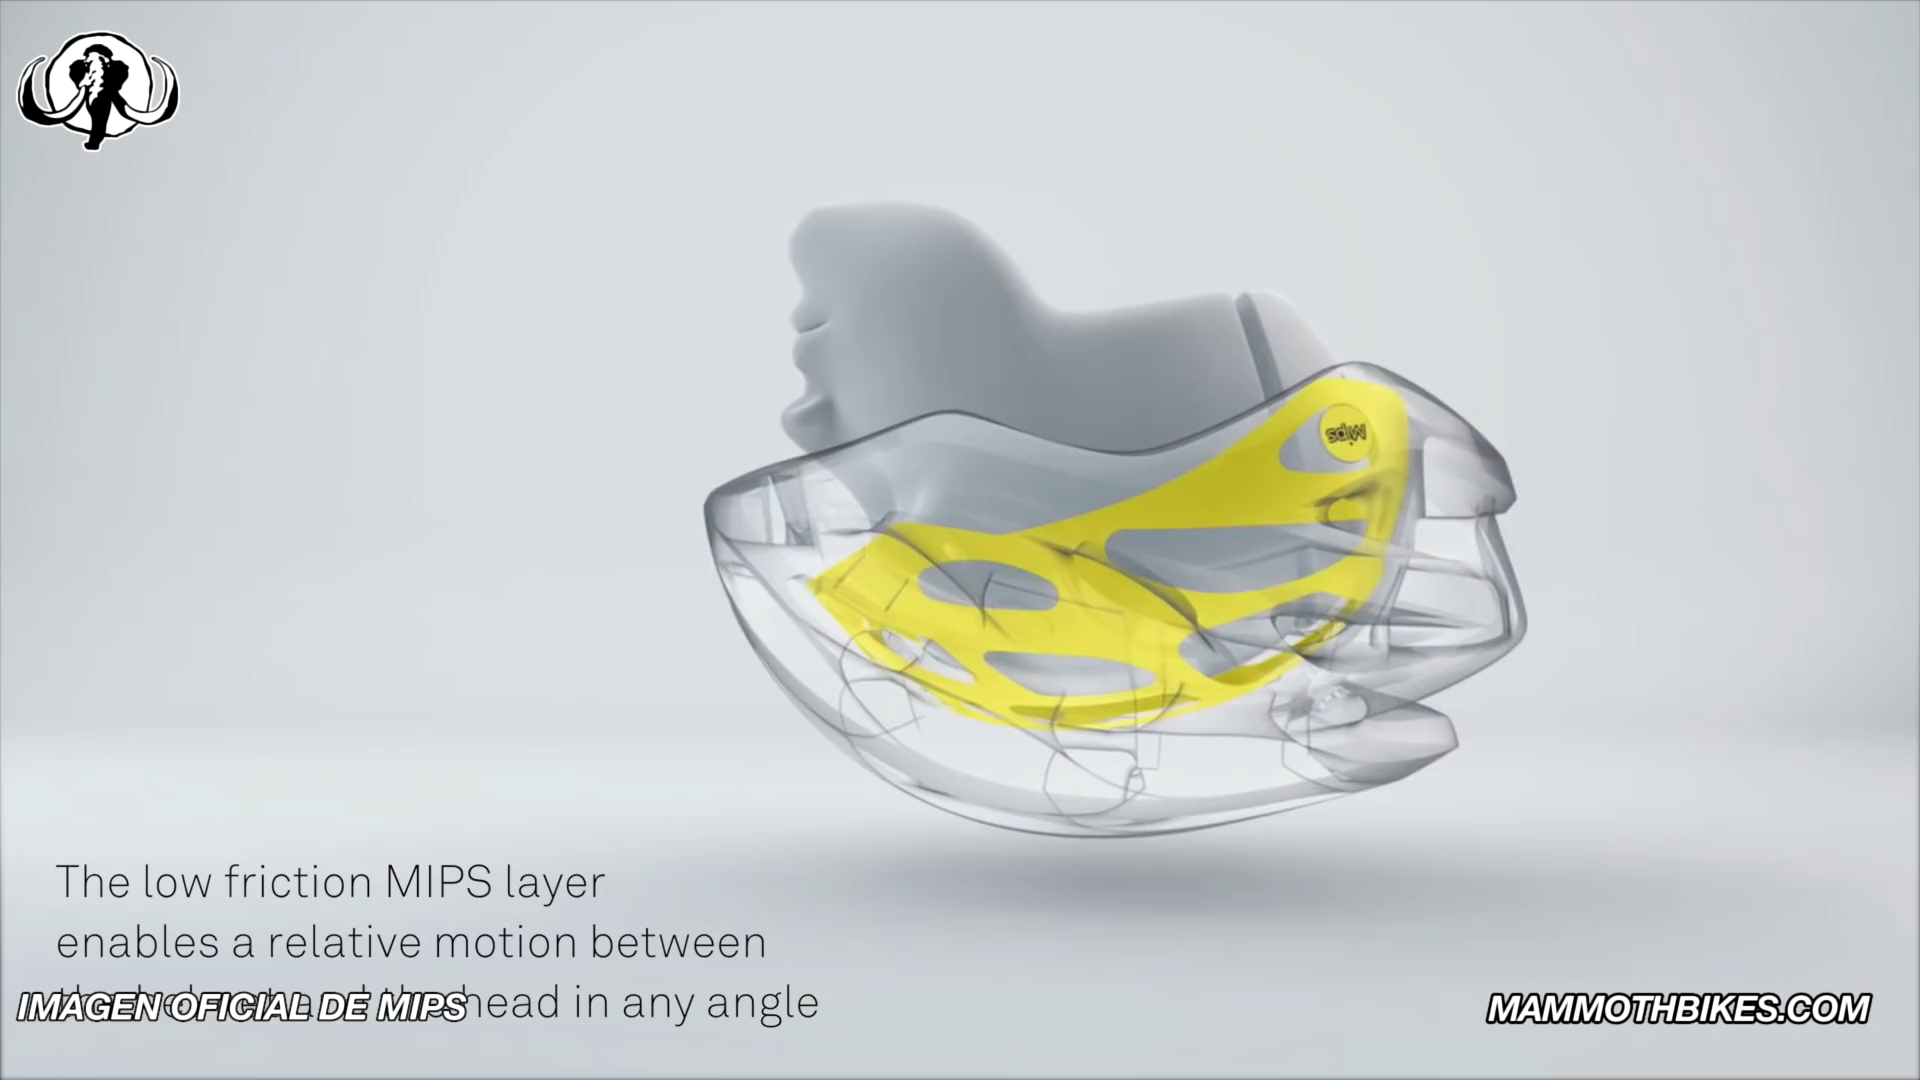 mips
The low friction MIPS layer
enables a relative motion between
head in any angle
IMAGEN OFICIAL DE MIPS
MAMMOTHBIKES.COM